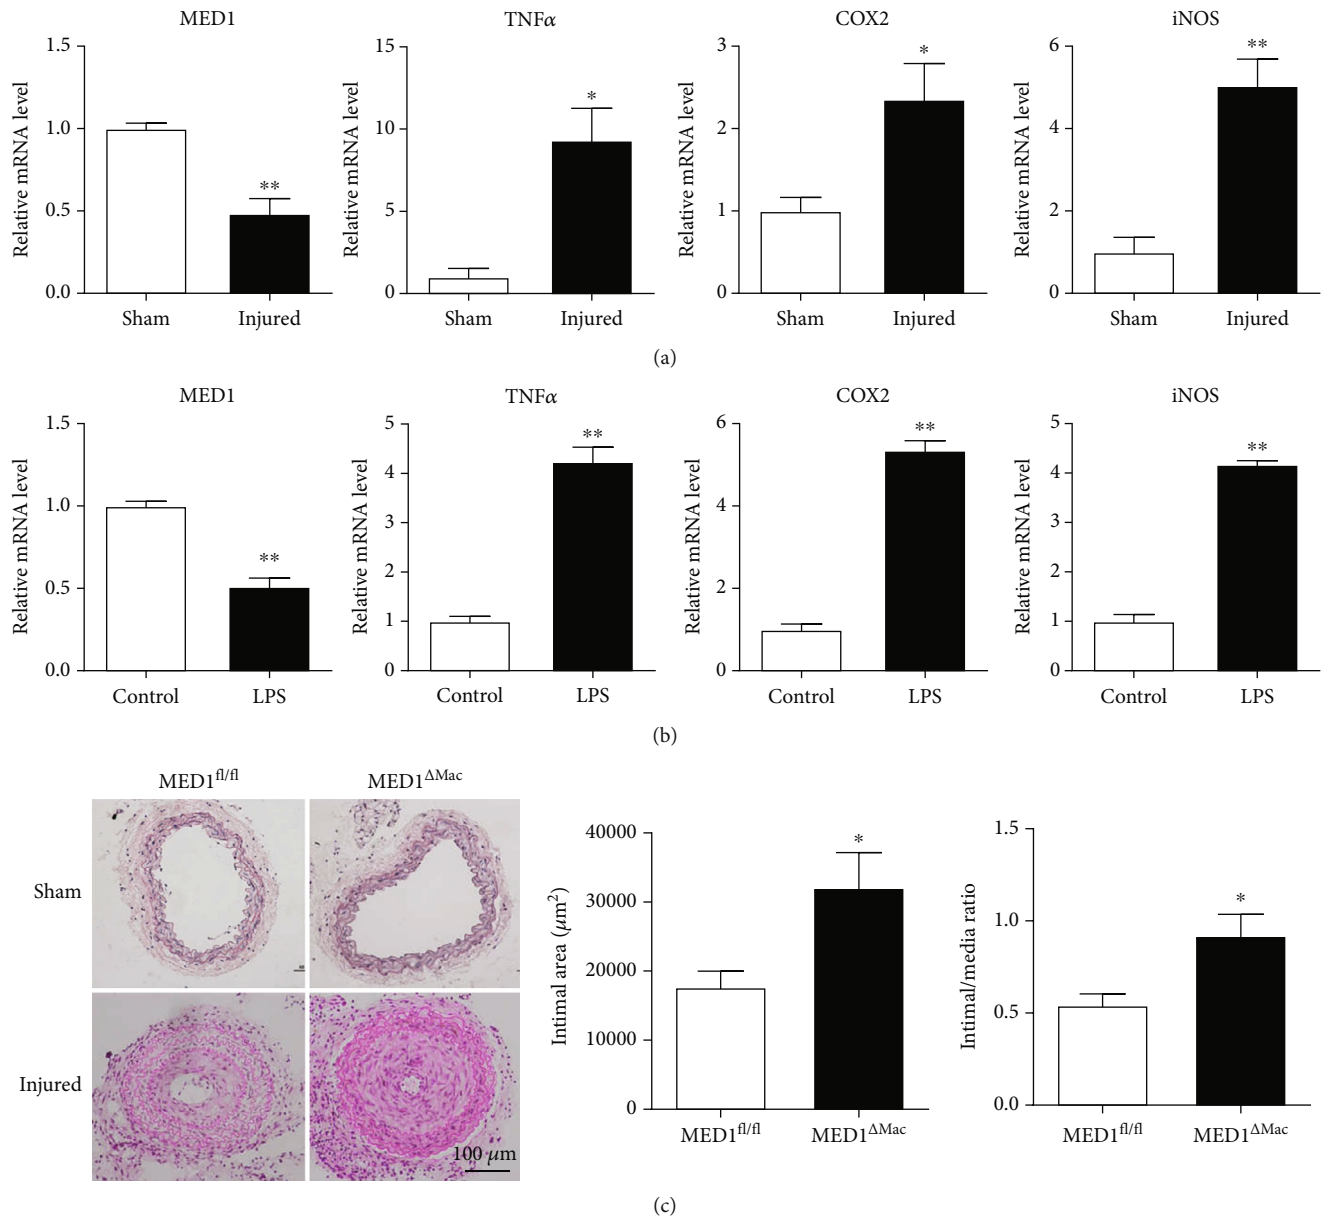 MED1
TNFα
COX2
iNOS
Relative mRNA level
1.5
1.0
0.5
0.0
**
Sham
Injured
Relative mRNA level
15
10
5
0
*
Sham
Injured
Relative mRNA level
3
2
1
0
*
Sham
Injured
Relative mRNA level
6
4
2
0
**
Sham
Injured
(a)
MED1
TNFα
COX2
iNOS
Relative mRNA level
1.5
1.0
0.5
0.0
**
Control
LPS
Relative mRNA level
5
4
3
2
1
0
**
Control
LPS
Relative mRNA level
6
4
2
0
**
Control
LPS
Relative mRNA level
5
4
3
2
1
0
**
Control
LPS
(b)
MED1fl/fl
MED1ΔMac
Sham
Injured
100 μm
Intimal area (μm²)
40000
30000
20000
10000
0
*
MED1fl/fl
MED1ΔMac
Intimal/media ratio
1.5
1.0
0.5
0.0
*
MED1fl/fl
MED1ΔMac
(c)